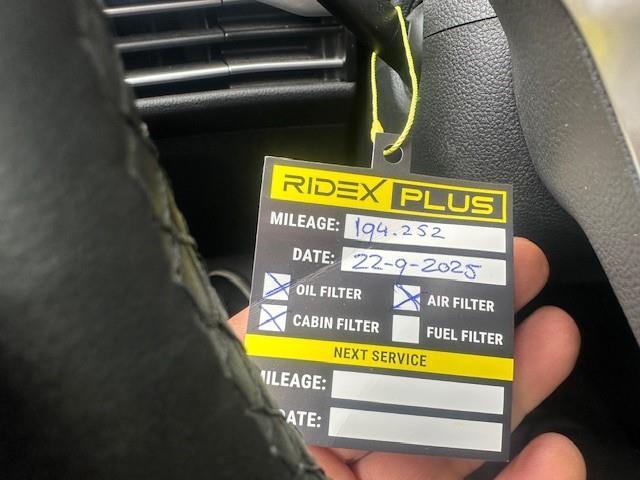 RIDEX PLUS
MILEAGE: 194.252
DATE: 22-9-2025
OIL FILTER AIR FILTER
CABIN FILTER FUEL FILTER
NEXT SERVICE
MILEAGE:
DATE: